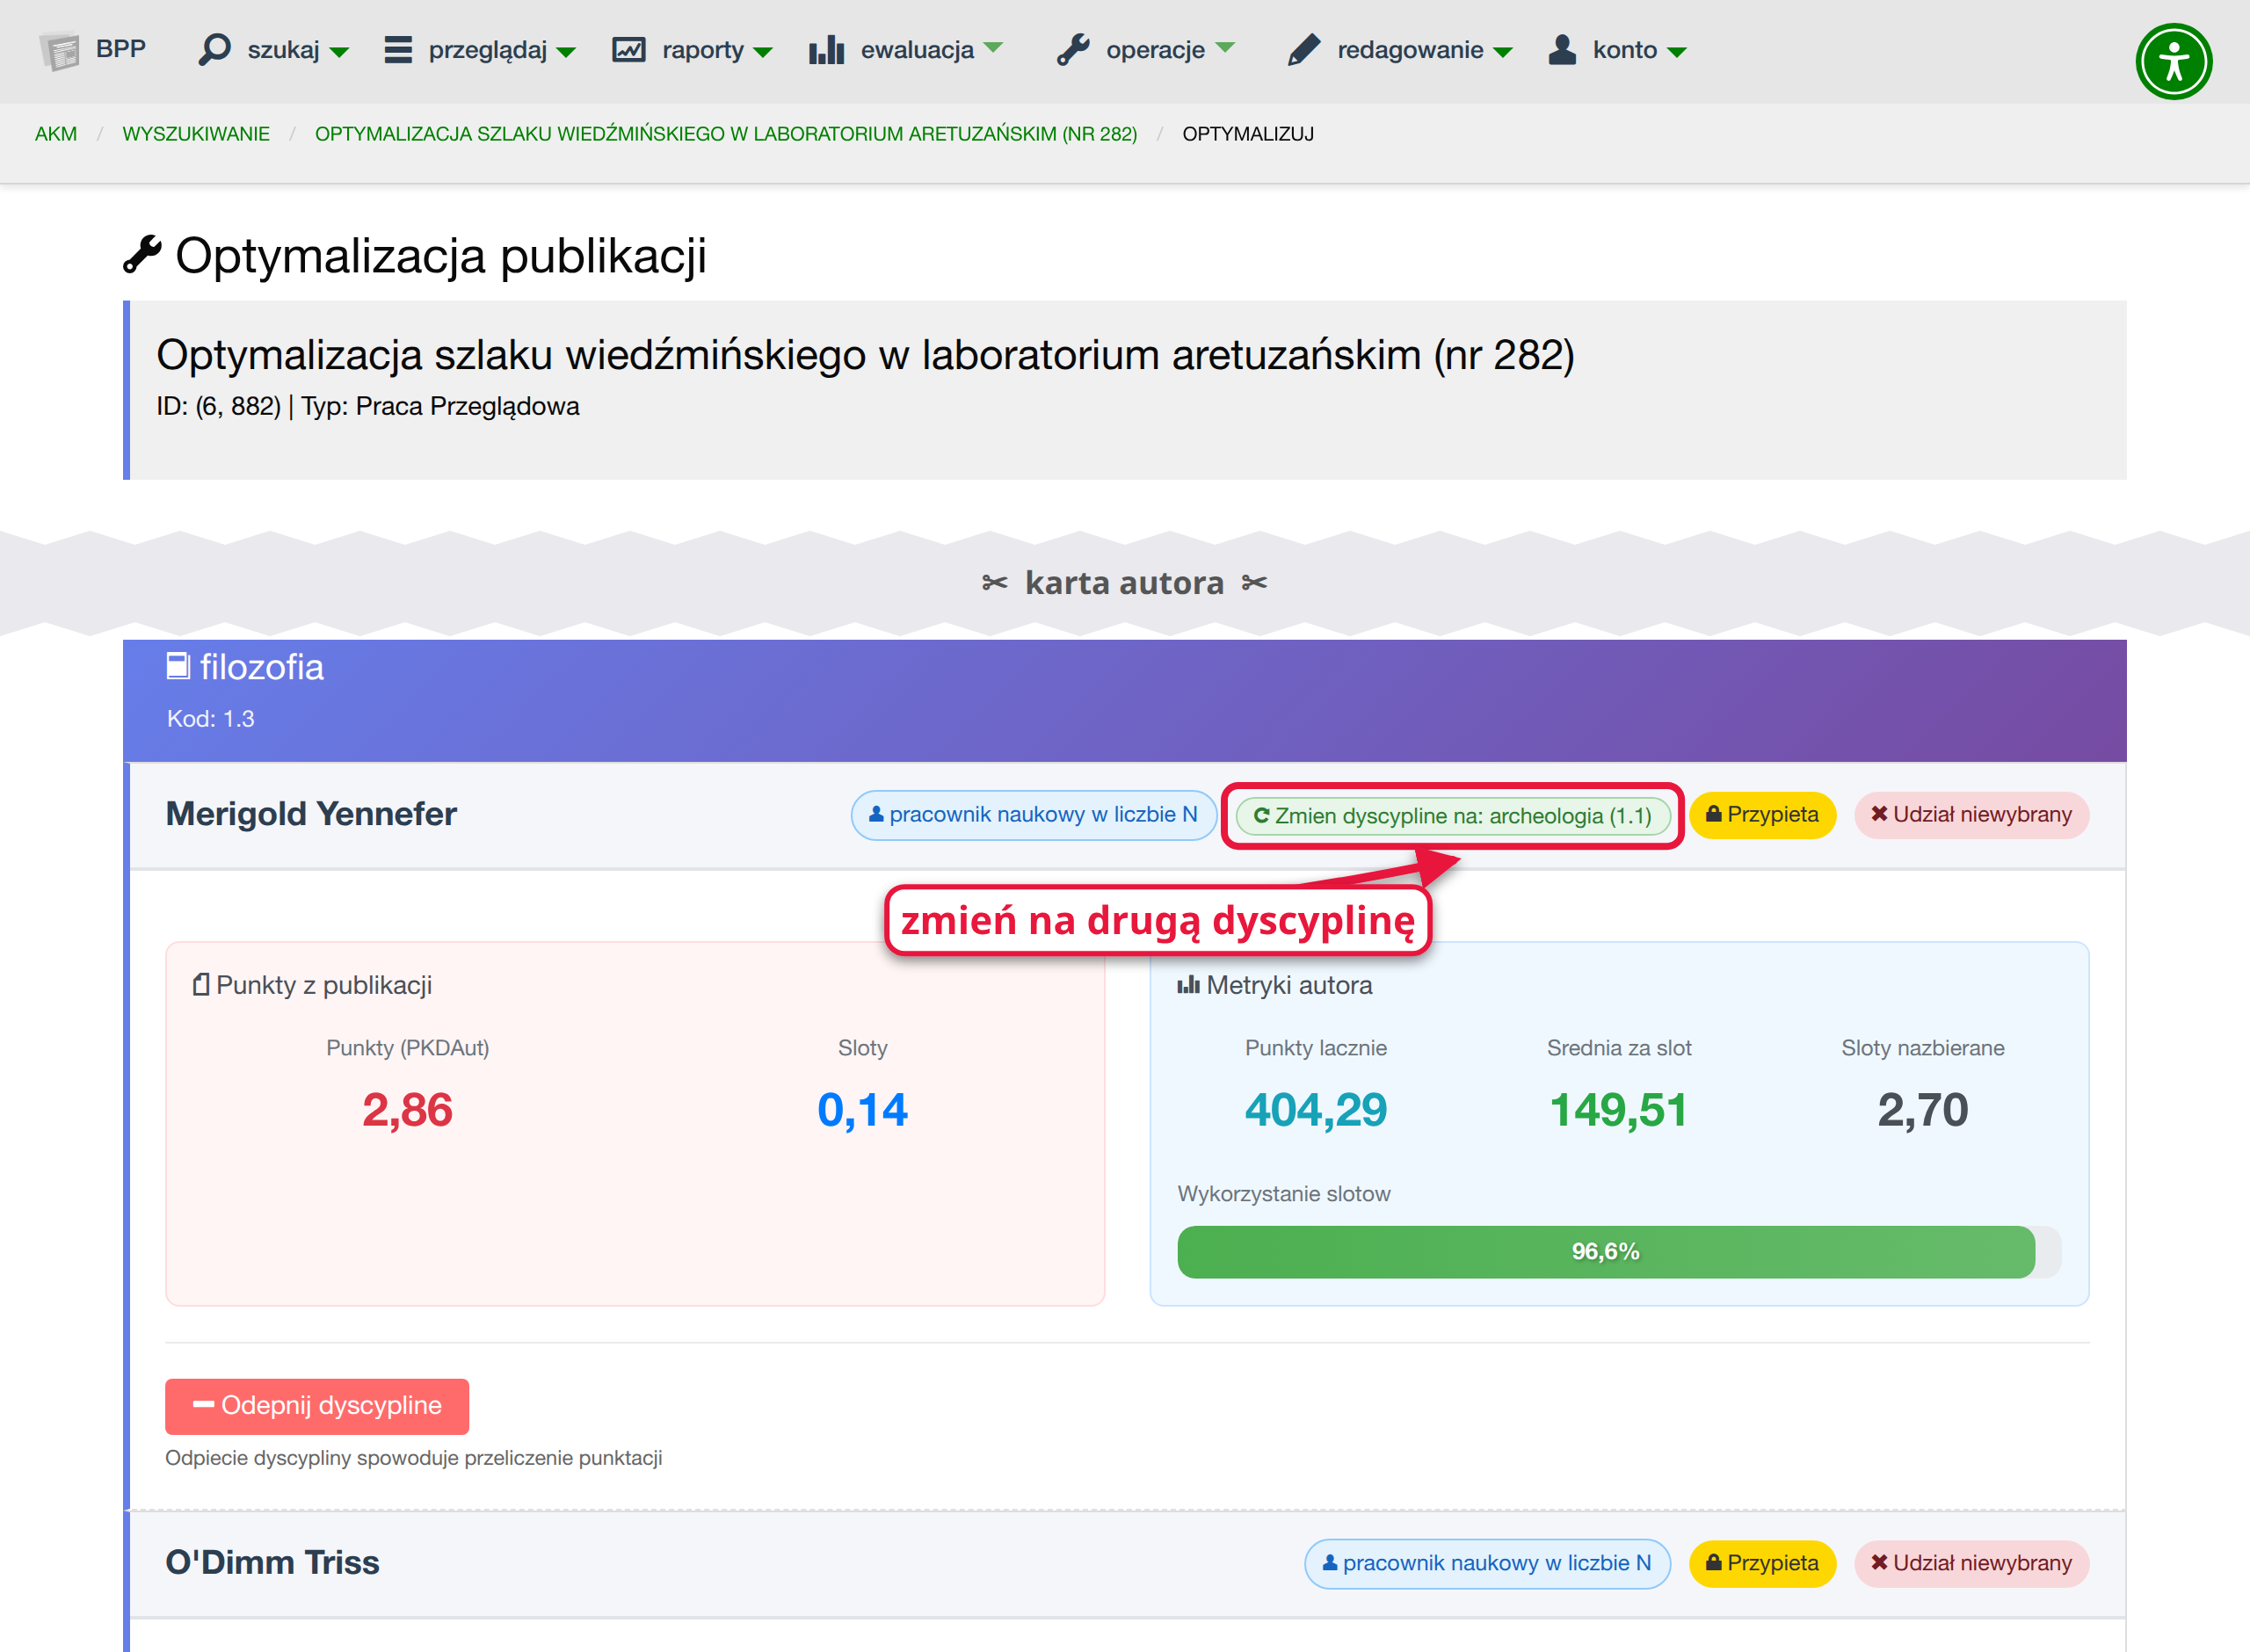 BPP szukaj przeglądaj raporty ewaluacja operacje redagowanie konto
AKM / WYSZUKIWANIE / OPTYMALIZACJA SZLAKU WIEDŹMIŃSKIEGO W LABORATORIUM ARETUZAŃSKIM (NR 282) / OPTYMALIZUJ
Optymalizacja publikacji
Optymalizacja szlaku wiedźmińskiego w laboratorium aretuzańskim (nr 282)
ID: (6, 882) | Typ: Praca Przeglądowa
✂ karta autora ✂
filozofia
Kod: 1.3
Merigold Yennefer pracownik naukowy w liczbie N Zmien dyscypline na: archeologia (1.1) Przypieta Udział niewybrany
zmień na drugą dyscyplinę
Punkty z publikacji
Punkty (PKDAut) Sloty
2,86 0,14
Metryki autora
Punkty lacznie Srednia za slot Sloty nazbierane
404,29 149,51 2,70
Wykorzystanie slotow
96,6%
Odepnij dyscypline
Odpiecie dyscypliny spowoduje przeliczenie punktacji
O'Dimm Triss pracownik naukowy w liczbie N Przypieta Udział niewybrany